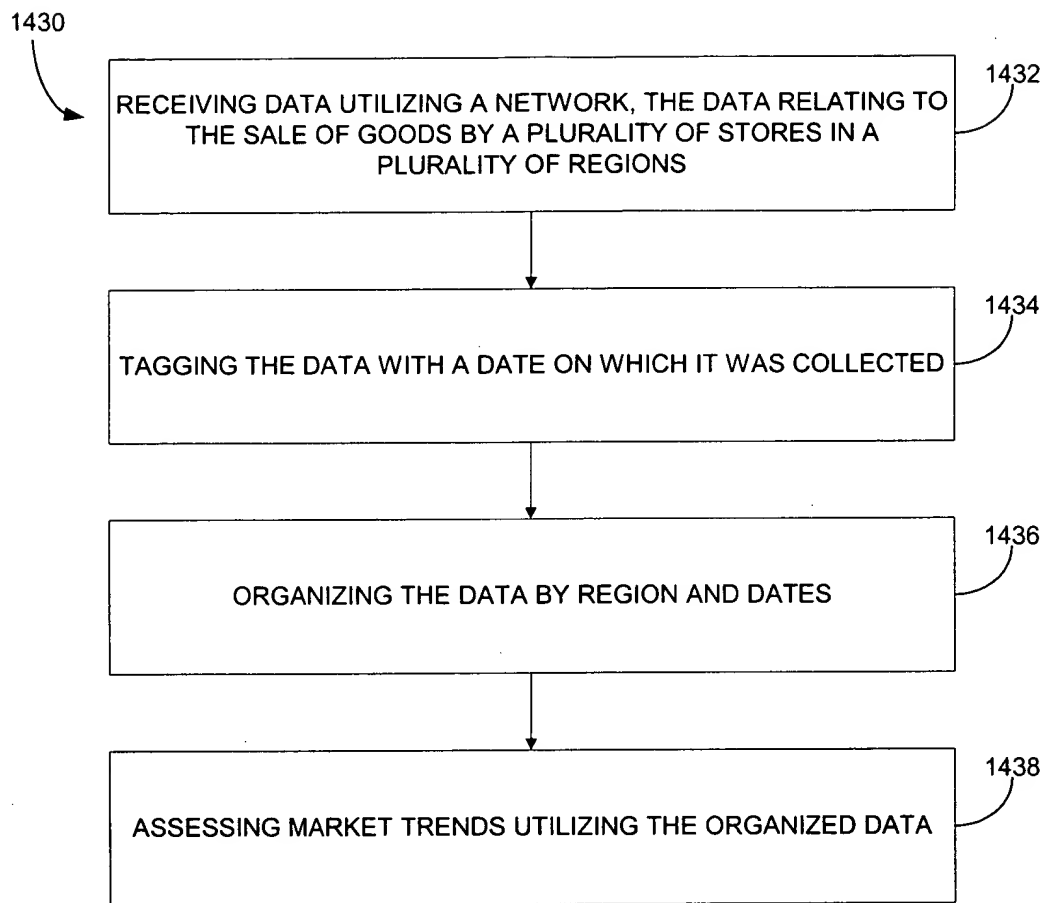 1430
1432
RECEIVING DATA UTILIZING A NETWORK, THE DATA RELATING TO
THE SALE OF GOODS BY A PLURALITY OF STORES IN A
PLURALITY OF REGIONS
1434
TAGGING THE DATA WITH A DATE ON WHICH IT WAS COLLECTED
1436
ORGANIZING THE DATA BY REGION AND DATES
1438
ASSESSING MARKET TRENDS UTILIZING THE ORGANIZED DATA